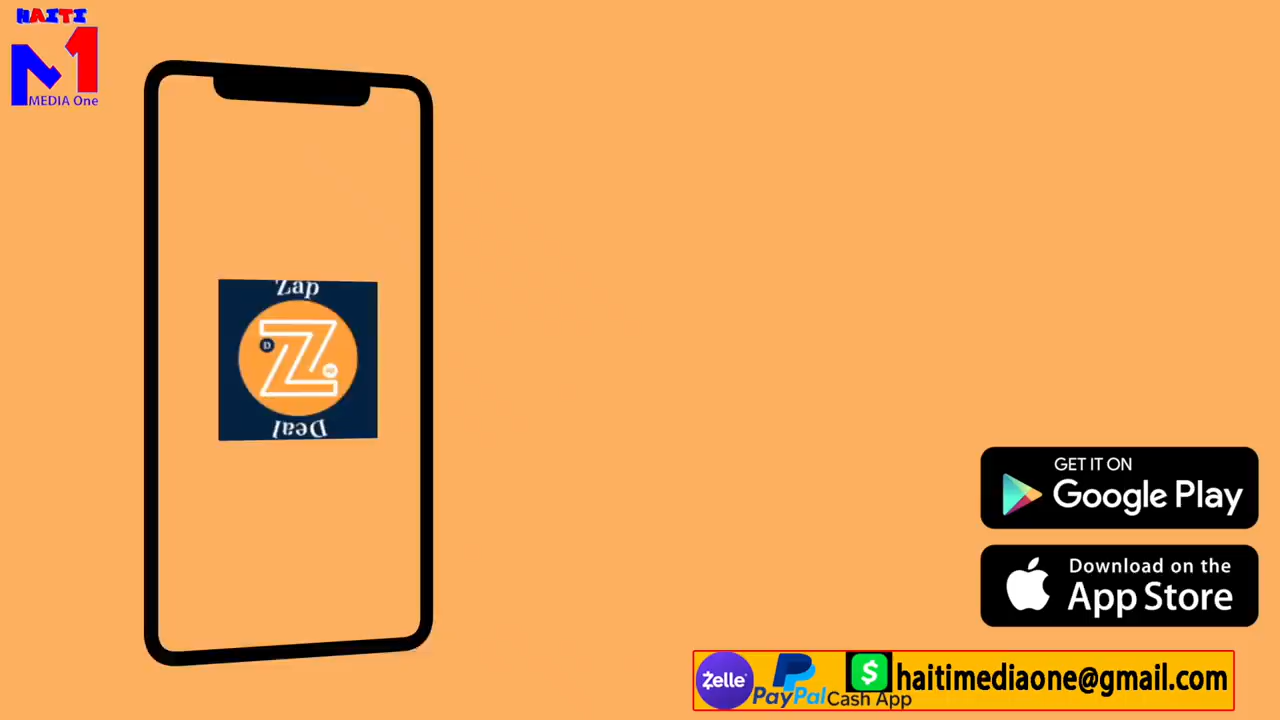 HAITI
M1
MEDIA One
Zap
D
Z
Deal
GET IT ON
Google Play
Download on the
App Store
Zelle
PayPal
$
Cash App
haitimediaone@gmail.com